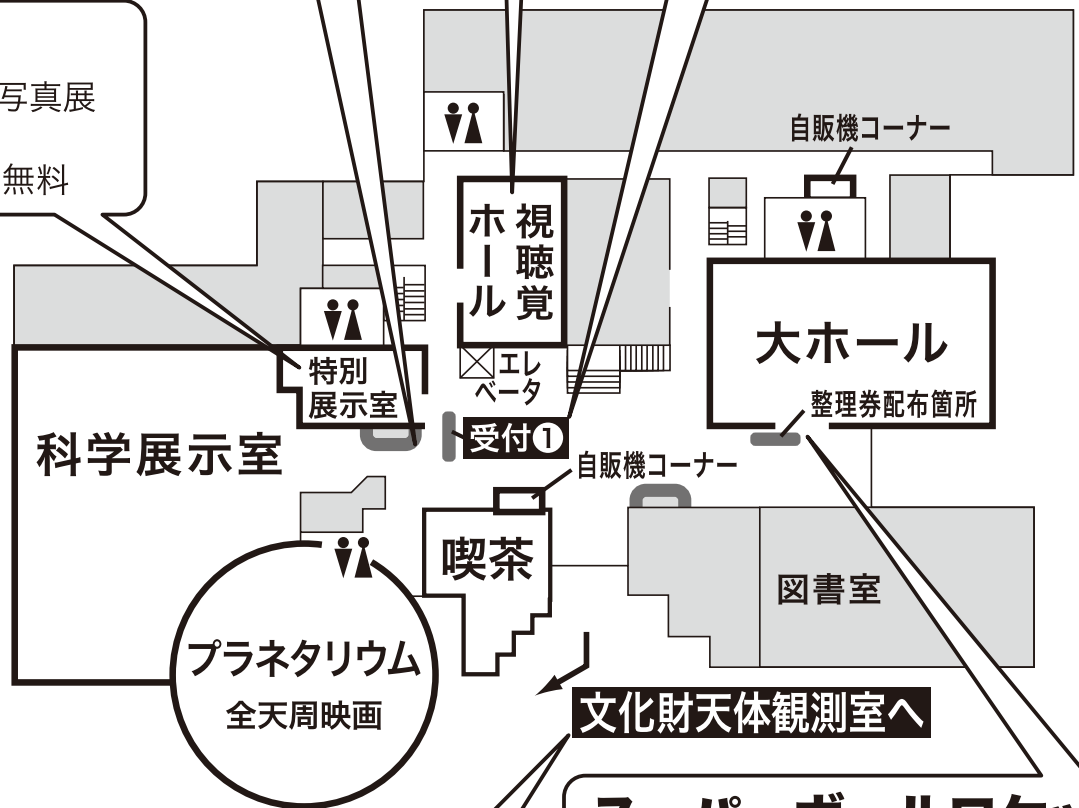 写真展
無料
自販機コーナー
視聴覚
ホール
大ホール
整理券配布箇所
エレ
ベータ
特別
展示室
科学展示室
受付❶
自販機コーナー
喫茶
図書室
プラネタリウム
全天周映画
文化財天体観測室へ